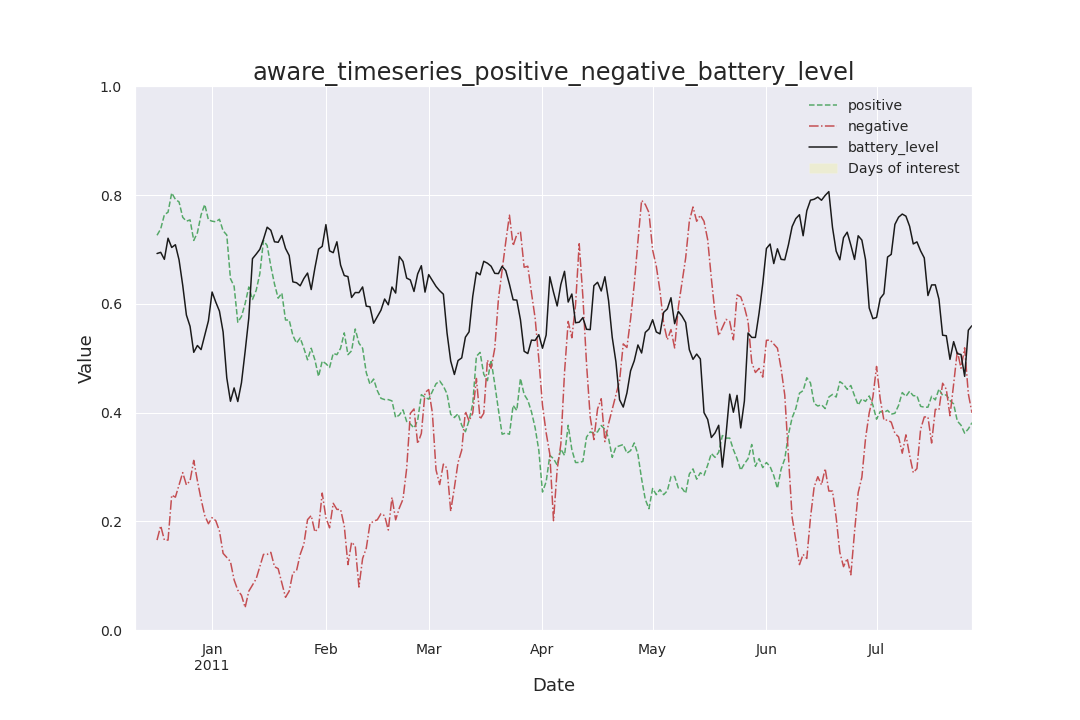 aware_timeseries_positive_negative_battery_level
1.0
0.8
0.6
0.4
0.2
0.0
Value
positive
negative
battery_level
Days of interest
Jan Feb Mar Apr May Jun Jul
2011
Date